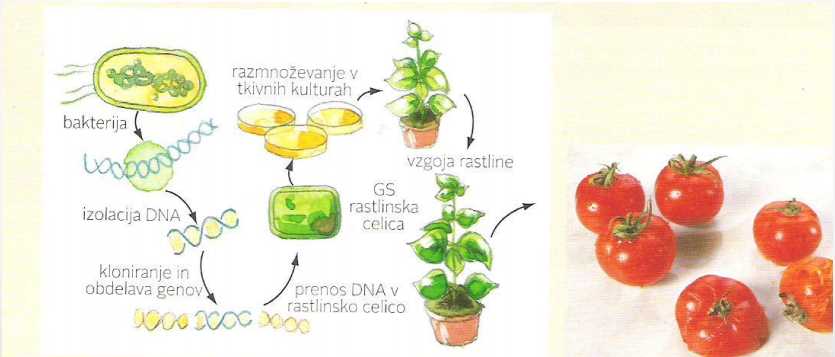 bakterija
izolacija DNA
kloniranje in
obdelava genov
prenos DNA v
rastlinsko celico
GS
rastlinska
celica
razmnoževanje v
tkivnih kulturah
vzgoja rastline